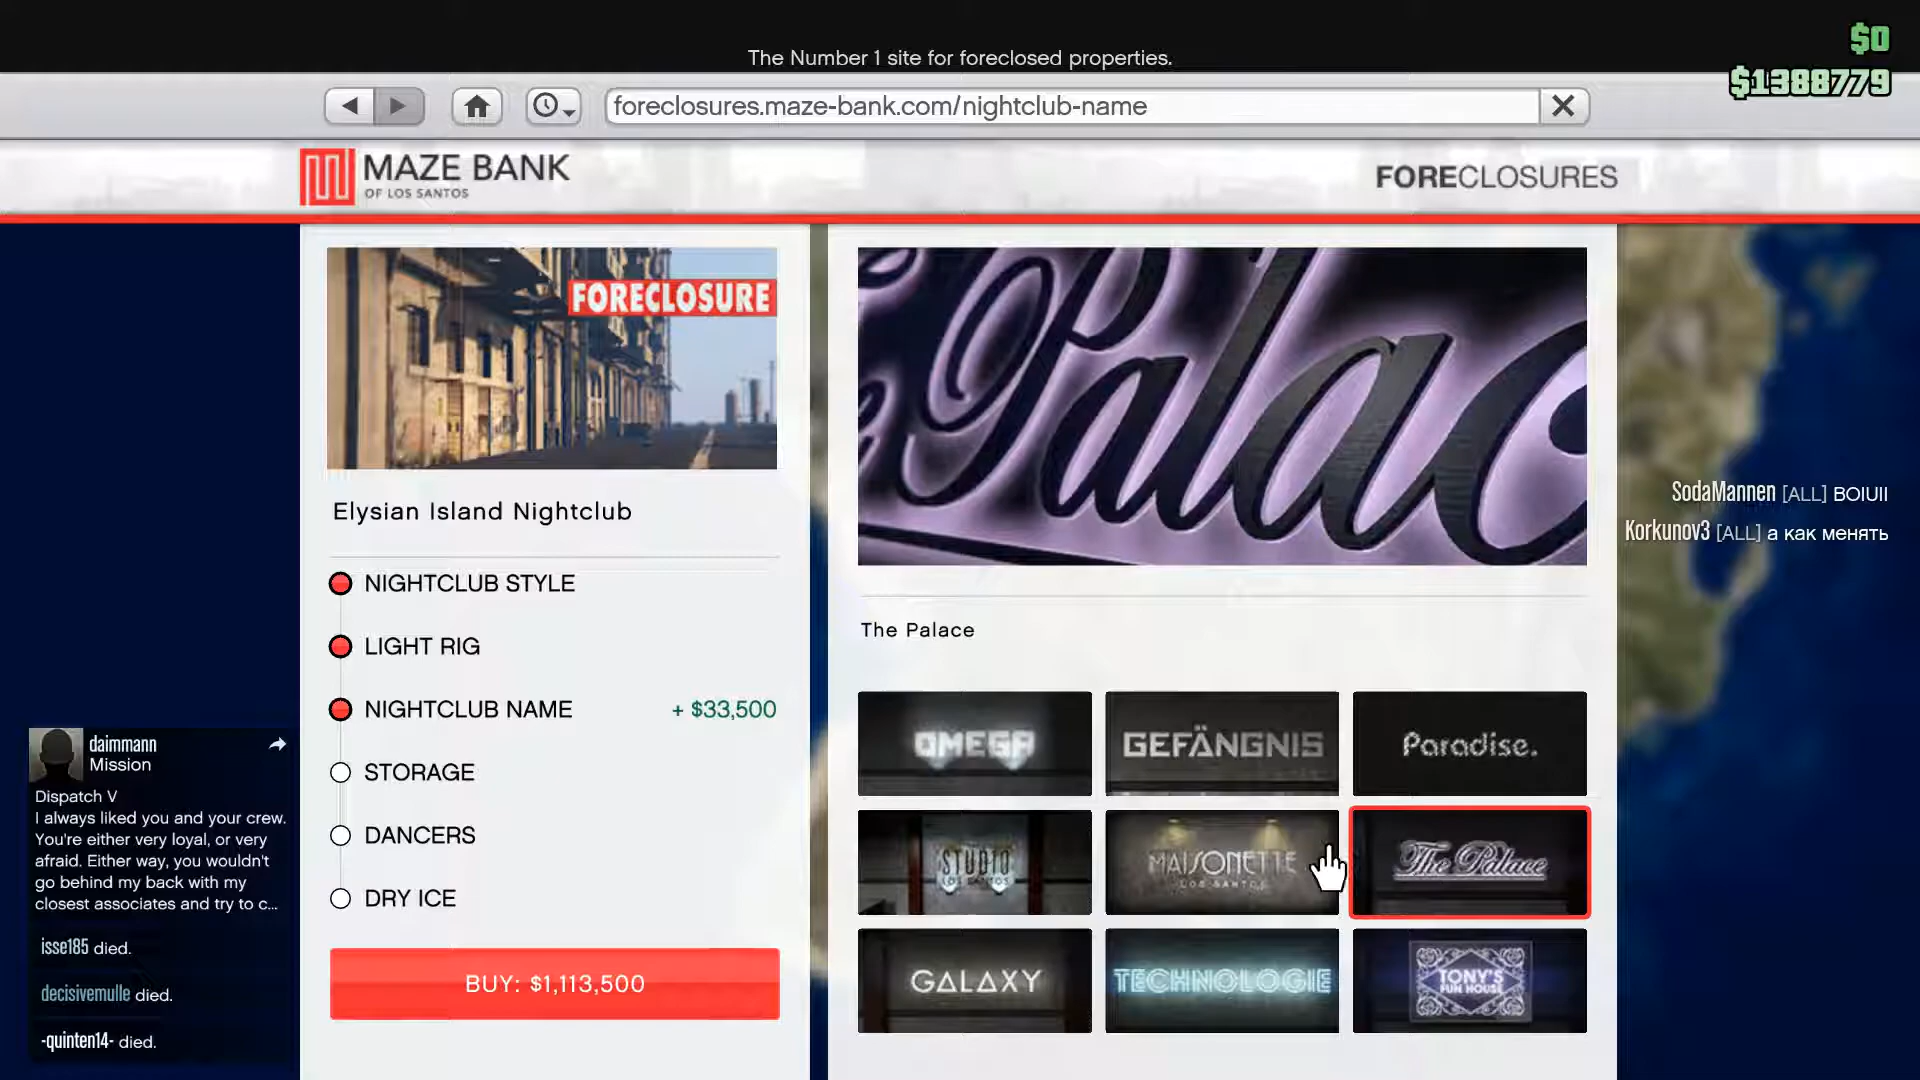 The Number 1 site for foreclosed properties.
$0
$1388779
foreclosures.maze-bank.com/nightclub-name
MAZE BANK
OF LOS SANTOS
FORECLOSURES
FORECLOSURE
Elysian Island Nightclub
NIGHTCLUB STYLE
LIGHT RIG
NIGHTCLUB NAME + $33,500
STORAGE
DANCERS
DRY ICE
BUY: $1,113,500
e Palac
The Palace
OMEGA
GEFÄNGNIS
Paradise.
STUDIO
LOS SANTOS
MAISONETTE
LOS SANTOS
The Palace
GALAXY
TECHNOLOGIE
TONY'S
FUN HOUSE
SodaMannen [ALL] BOIUII
Korkunov3 [ALL] а как менять
daimmann
Mission
Dispatch V
I always liked you and your crew.
You're either very loyal, or very
afraid. Either way, you wouldn't
go behind my back with my
closest associates and try to c...
isse185 died.
decisivemulle died.
-quinten14- died.